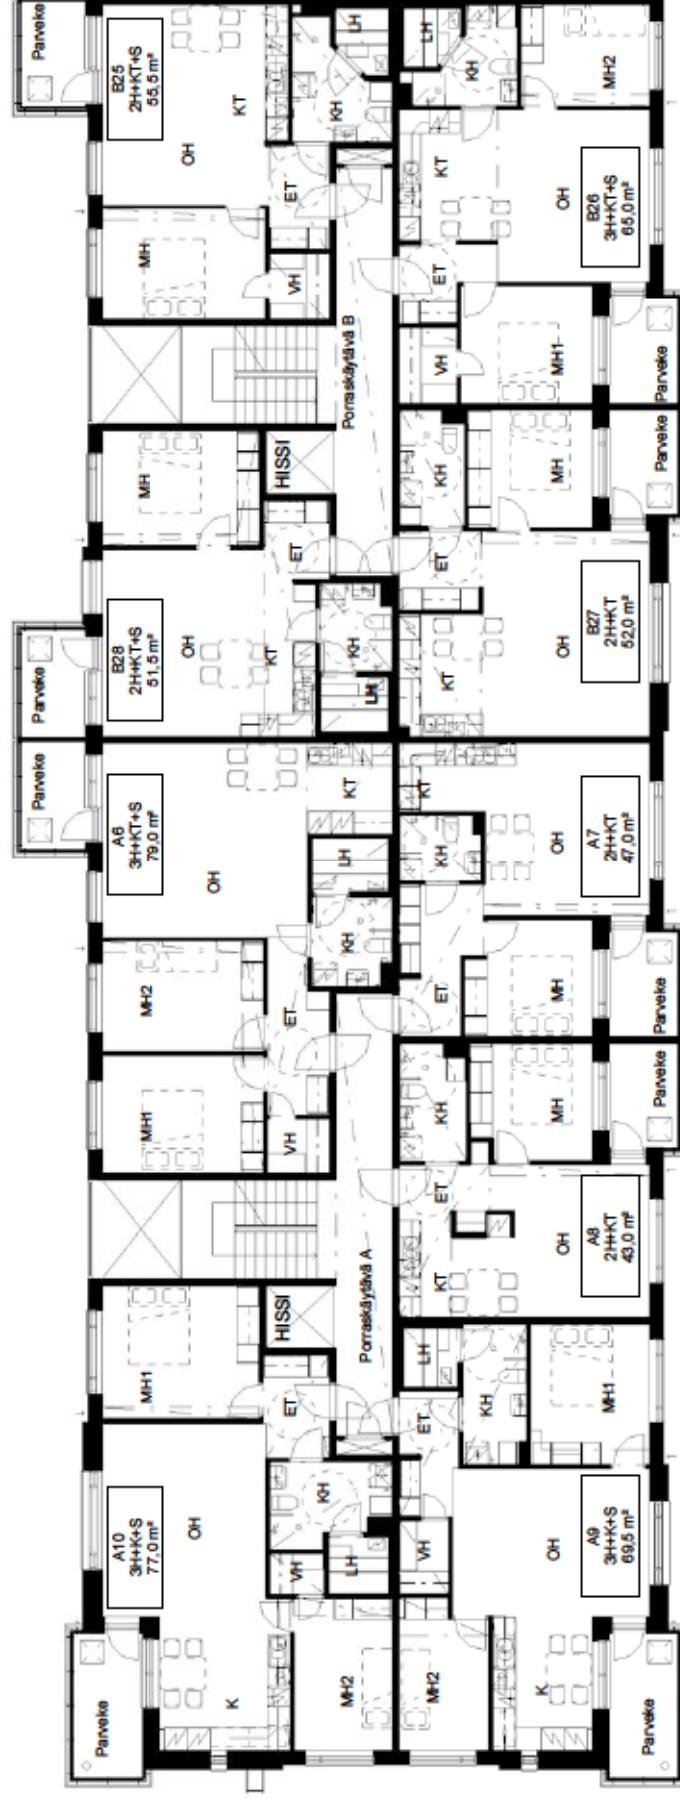 Parveke
B25
2H+KT+S
55,5 m²
OH
KT
MH
VH
ET
KH
LH
LH
KH
MH2
KT
OH
B26
3H+KT+S
65,0 m²
ET
VH
MH1
Parveke
Porraskäytävä B
HISSI
MH
ET
OH
B28
2H+KT+S
51,5 m²
KT
KH
LH
Parveke
KH
MH
Parveke
ET
KT
OH
B27
2H+KT
52,0 m²
Parveke
A6
3H+KT+S
79,0 m²
OH
KT
LH
KH
MH2
ET
MH1
VH
KT
KH
OH
A7
2H+KT
47,0 m²
ET
MH
Parveke
KH
MH
Parveke
ET
KT
OH
A8
2H+KT
43,0 m²
Porraskäytävä A
HISSI
MH1
ET
A10
3H+K+S
77,0 m²
OH
KH
VH
LH
MH2
K
Parveke
LH
ET
KH
MH1
VH
OH
A9
3H+K+S
69,5 m²
MH2
K
Parveke